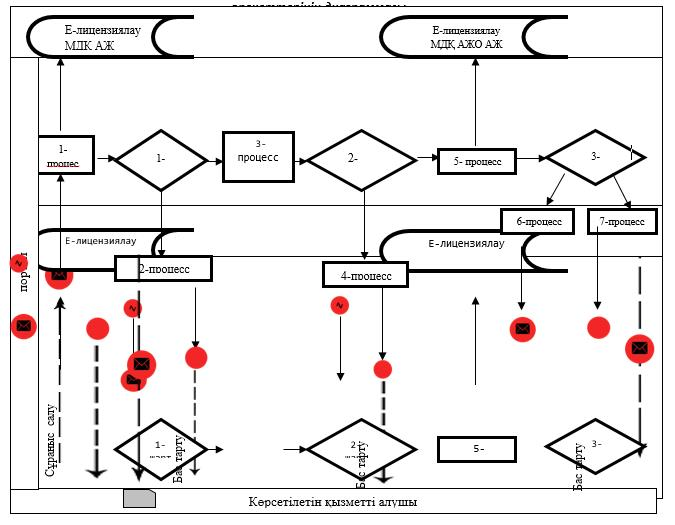 Е-лицензиялау
МДК АЖ
Е-лицензиялау
МДҚ АЖО АЖ
1-
процес
1-
3-
процесс
2-
5- процесс
3-
6-процесс
7-процесс
Е-лицензиялау
Е-лицензиялау
2-процесс
4-процесс
портал
Сұраныс салу
1-
Бас тарту
2-
Бас тарту
5-
3-
Бас тарту
Көрсетілетін қызметті алушы